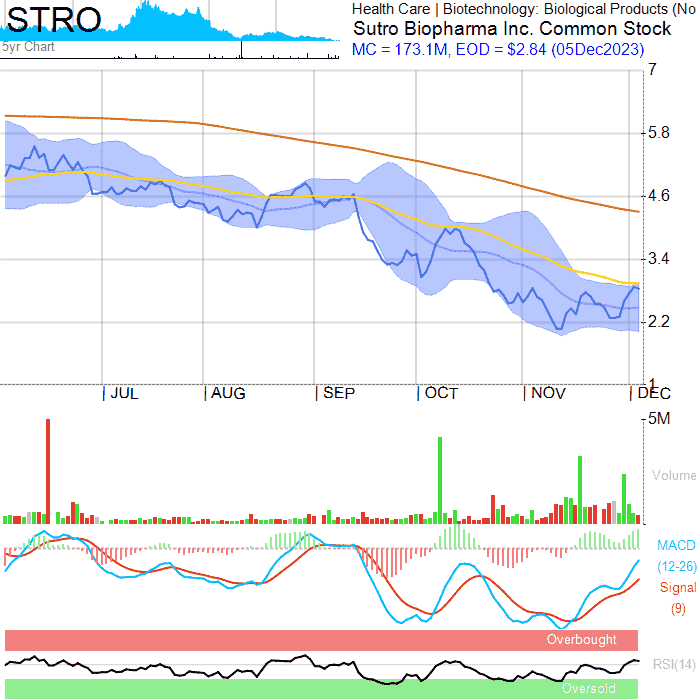 STRO
5yr Chart
Health Care | Biotechnology: Biological Products (No
Sutro Biopharma Inc. Common Stock
MC = 173.1M, EOD = $2.84 (05Dec2023)
7
5.8
4.6
3.4
2.2
1
| JUL | AUG | SEP | OCT | NOV | DEC
5M
Volume
MACD
(12-26)
Signal
(9)
Overbought
RSI(14)
Oversold